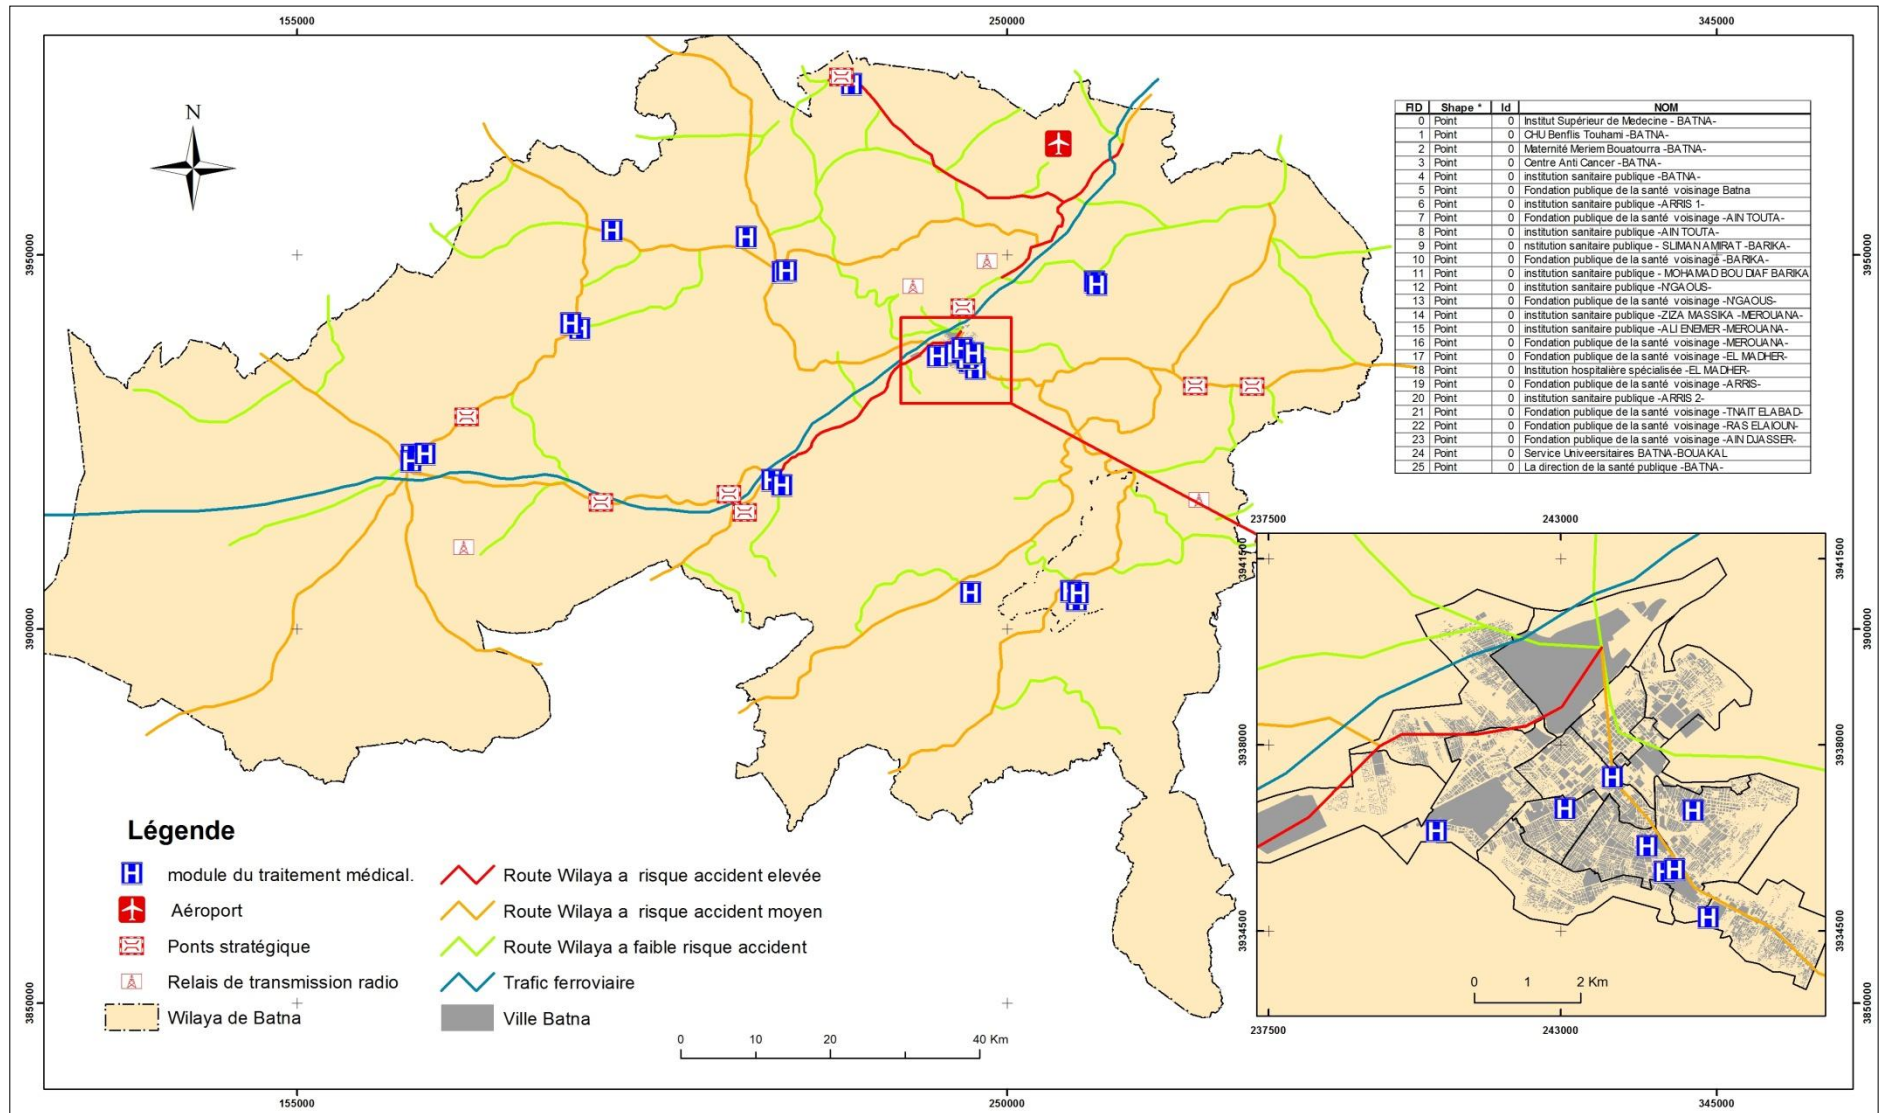 155000
250000
345000
N
FID Shape * Id NOM
0 Point 0 Institut Supérieur de Medecine - BATNA-
1 Point 0 CHU Benflis Touhami -BATNA-
2 Point 0 Maternité Meriem Bouatourra -BATNA-
3 Point 0 Centre Anti Cancer -BATNA-
4 Point 0 institution sanitaire publique -BATNA-
5 Point 0 Fondation publique de la santé voisinage Batna
6 Point 0 institution sanitaire publique -ARRIS 1-
7 Point 0 Fondation publique de la santé voisinage -AIN TOUTA-
8 Point 0 institution sanitaire publique -AIN TOUTA-
9 Point 0 nstitution sanitaire publique - SLIMAN AMIRAT -BARIKA-
10 Point 0 Fondation publique de la santé voisinage -BARIKA-
11 Point 0 institution sanitaire publique - MOHAMAD BOU DIAF BARIKA
12 Point 0 institution sanitaire publique -N'GAOUS-
13 Point 0 Fondation publique de la santé voisinage -N'GAOUS-
14 Point 0 institution sanitaire publique -ZIZA MASSIKA -MEROUANA-
15 Point 0 institution sanitaire publique -ALI ENEMER -MEROUANA-
16 Point 0 Fondation publique de la santé voisinage -MEROUANA-
17 Point 0 Fondation publique de la santé voisinage -EL MADHER-
18 Point 0 Institution hospitalière spécialisée -EL MADHER-
19 Point 0 Fondation publique de la santé voisinage -ARRIS-
20 Point 0 institution sanitaire publique -ARRIS 2-
21 Point 0 Fondation publique de la santé voisinage -TNAIT ELABAD-
22 Point 0 Fondation publique de la santé voisinage -RAS ELAIOUN-
23 Point 0 Fondation publique de la santé voisinage -AIN DJASSER-
24 Point 0 Service Univeersitaires BATNA-BOUAKAL
25 Point 0 La direction de la santé publique -BATNA-
3950000
3950000
3900000
3900000
3850000
3850000
237500
243000
3941500
3941500
3938000
3938000
3934500
3934500
0 1 2 Km
237500
243000
Légende
H module du traitement médical.
Aéroport
Ponts stratégique
Relais de transmission radio
Wilaya de Batna
Route Wilaya a risque accident elevée
Route Wilaya a risque accident moyen
Route Wilaya a faible risque accident
Trafic ferroviaire
Ville Batna
0 10 20 40 Km
155000
250000
345000